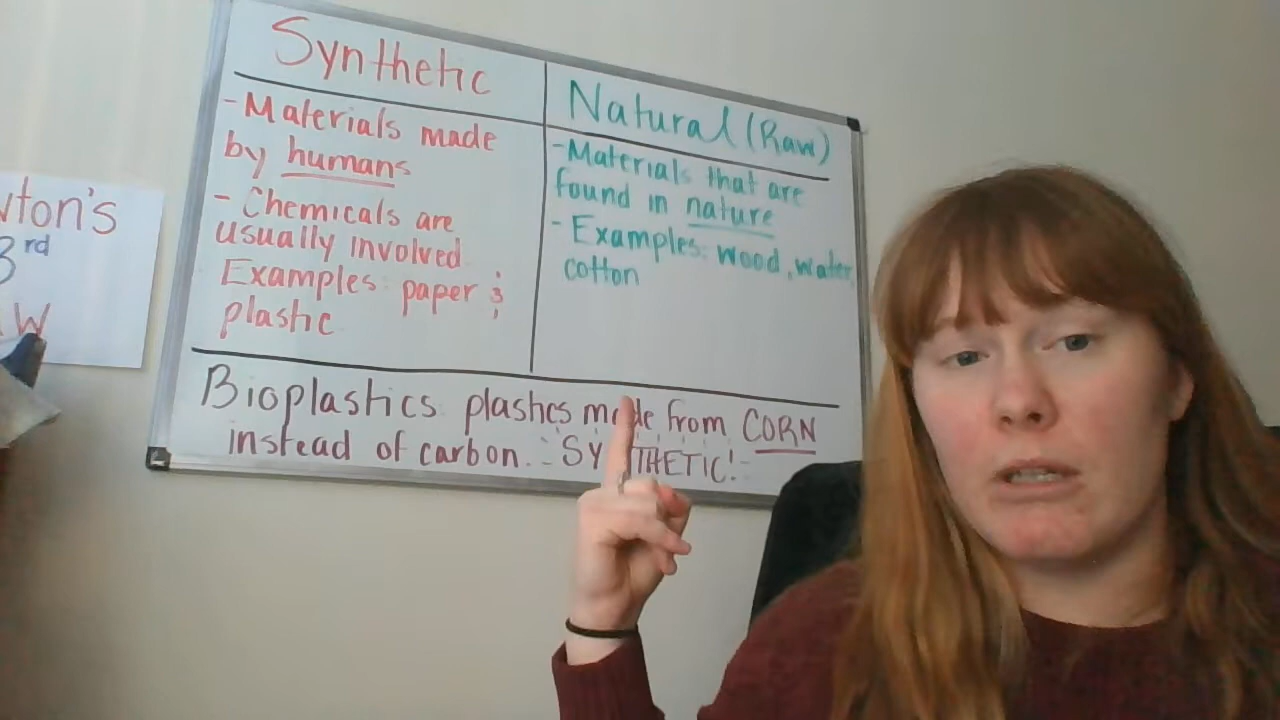 Synthetic
- Materials made
by humans
- Chemicals are
usually involved
Examples: paper &
plastic
Natural (Raw)
- Materials that are
found in nature
- Examples: wood, water,
cotton
Bioplastics: plastics made from CORN
instead of carbon. - SYNTHETIC! -
3rd